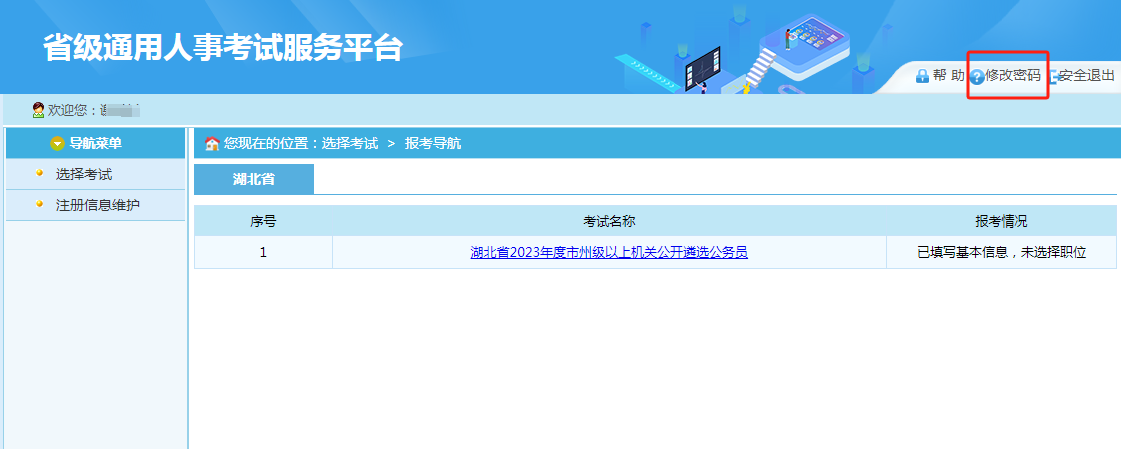 省级通用人事考试服务平台
帮 助 修改密码 安全退出
欢迎您：
导航菜单
选择考试
注册信息维护
您现在的位置：选择考试 > 报考导航
湖北省
序号 考试名称 报考情况
1 湖北省2023年度市州级以上机关公开遴选公务员 已填写基本信息，未选择职位